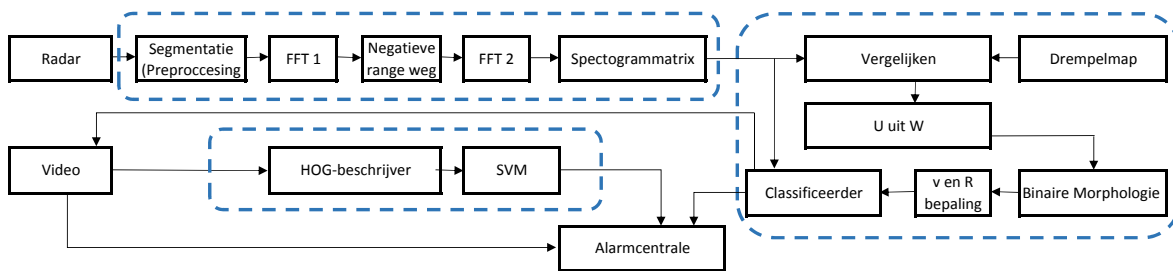 Radar
Segmentatie
(Preproccesing
FFT 1
Negatieve
range weg
FFT 2
Spectogrammatrix
Vergelijken
Drempelmap
U uit W
Video
HOG-beschrijver
SVM
Classificeerder
v en R
bepaling
Binaire Morphologie
Alarmcentrale